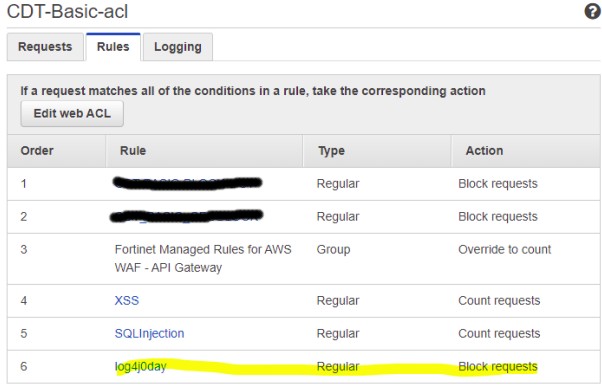 CDT-Basic-acl
?
Requests Rules Logging
If a request matches all of the conditions in a rule, take the corresponding action
Edit web ACL
Order Rule Type Action
1 Regular Block requests
2 Regular Block requests
3 Fortinet Managed Rules for AWS Group Override to count
WAF - API Gateway
4 XSS Regular Count requests
5 SQLInjection Regular Count requests
6 log4j0day Regular Block requests